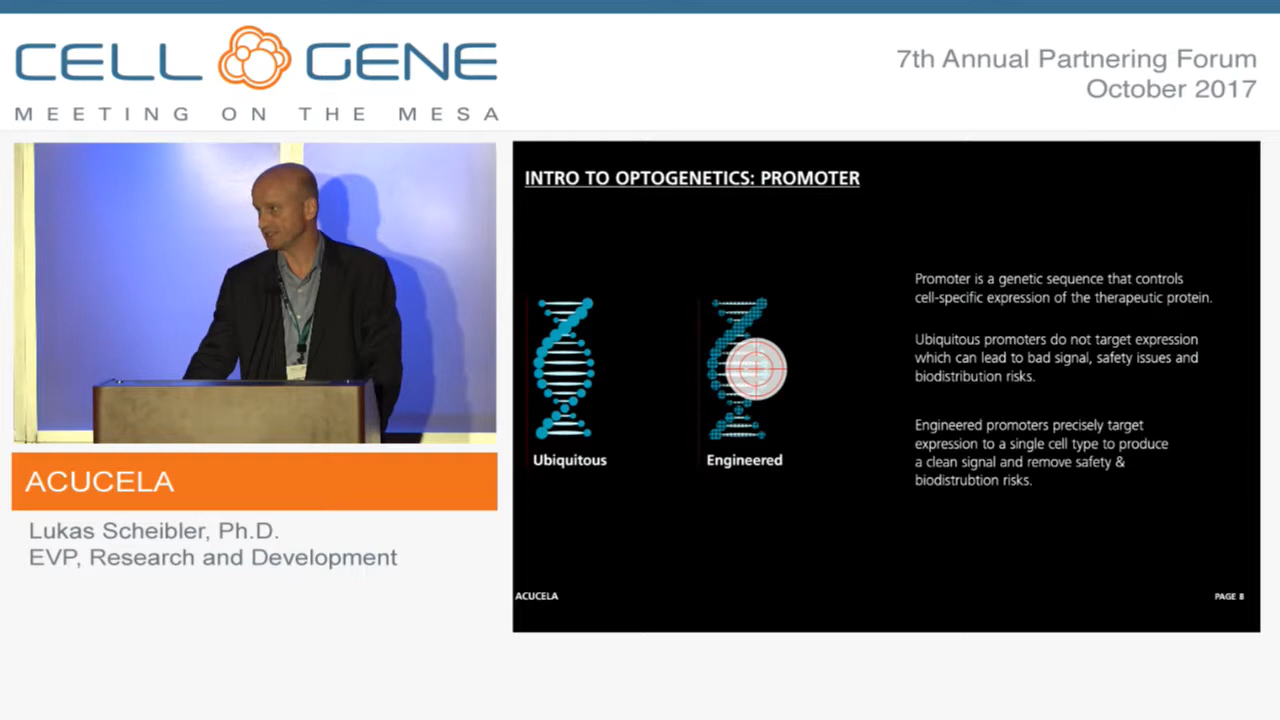 CELL GENE
MEETING ON THE MESA
7th Annual Partnering Forum
October 2017
INTRO TO OPTOGENETICS: PROMOTER
Ubiquitous
Engineered
Promoter is a genetic sequence that controls
cell-specific expression of the therapeutic protein.
Ubiquitous promoters do not target expression
which can lead to bad signal, safety issues and
biodistribution risks.
Engineered promoters precisely target
expression to a single cell type to produce
a clean signal and remove safety &
biodistrubtion risks.
ACUCELA
PAGE 8
ACUCELA
Lukas Scheibler, Ph.D.
EVP, Research and Development